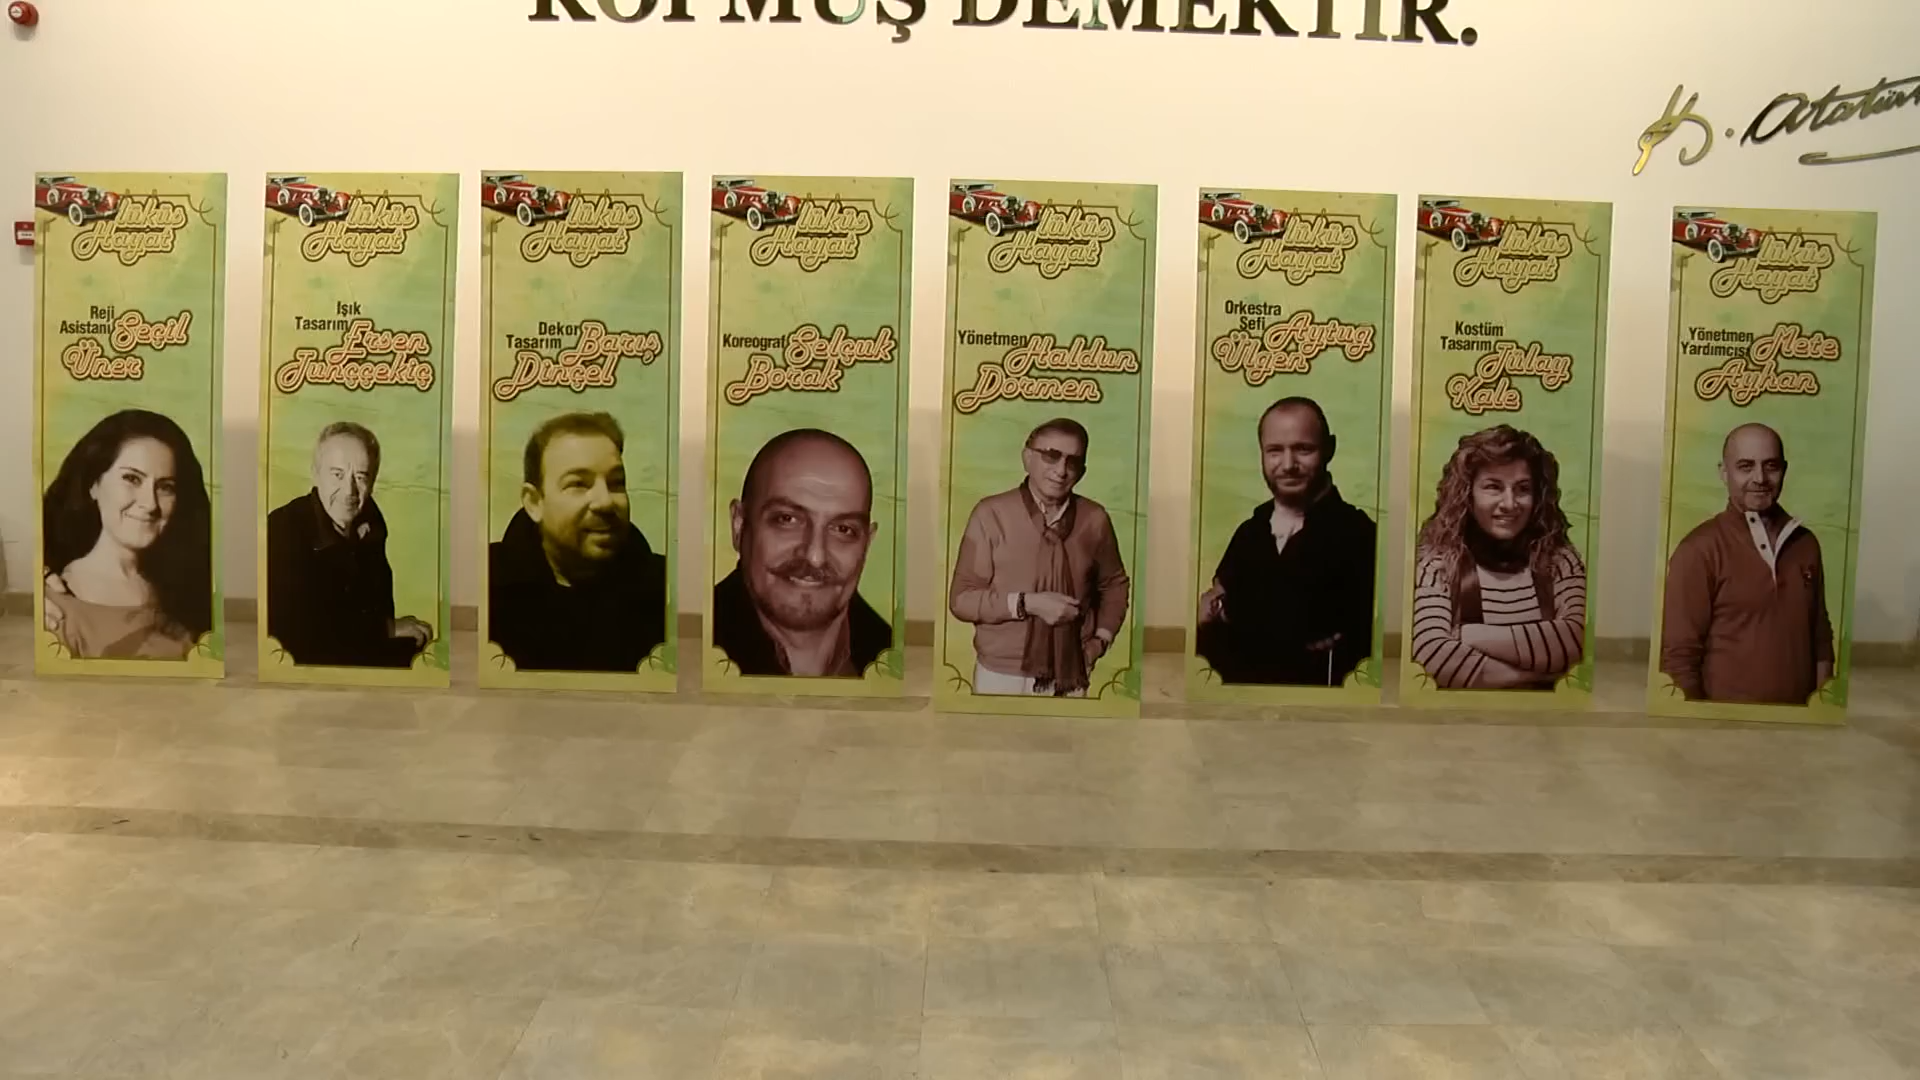 KOPMUŞ DEMEKTİR.
K. Atatürk
Lüküs
Hayat
Reji
Asistanı Seçil
Üner
Lüküs
Hayat
Işık
Tasarım Ersen
Tunççekiç
Lüküs
Hayat
Dekor
Tasarım Barış
Dinçel
Lüküs
Hayat
Koreograf Selçuk
Borak
Lüküs
Hayat
Yönetmen Haldun
Dormen
Lüküs
Hayat
Orkestra
Şefi Aytuğ
Ülgen
Lüküs
Hayat
Kostüm
Tasarım Tülay
Kale
Lüküs
Hayat
Yönetmen
Yardımcısı Mete
Ayhan